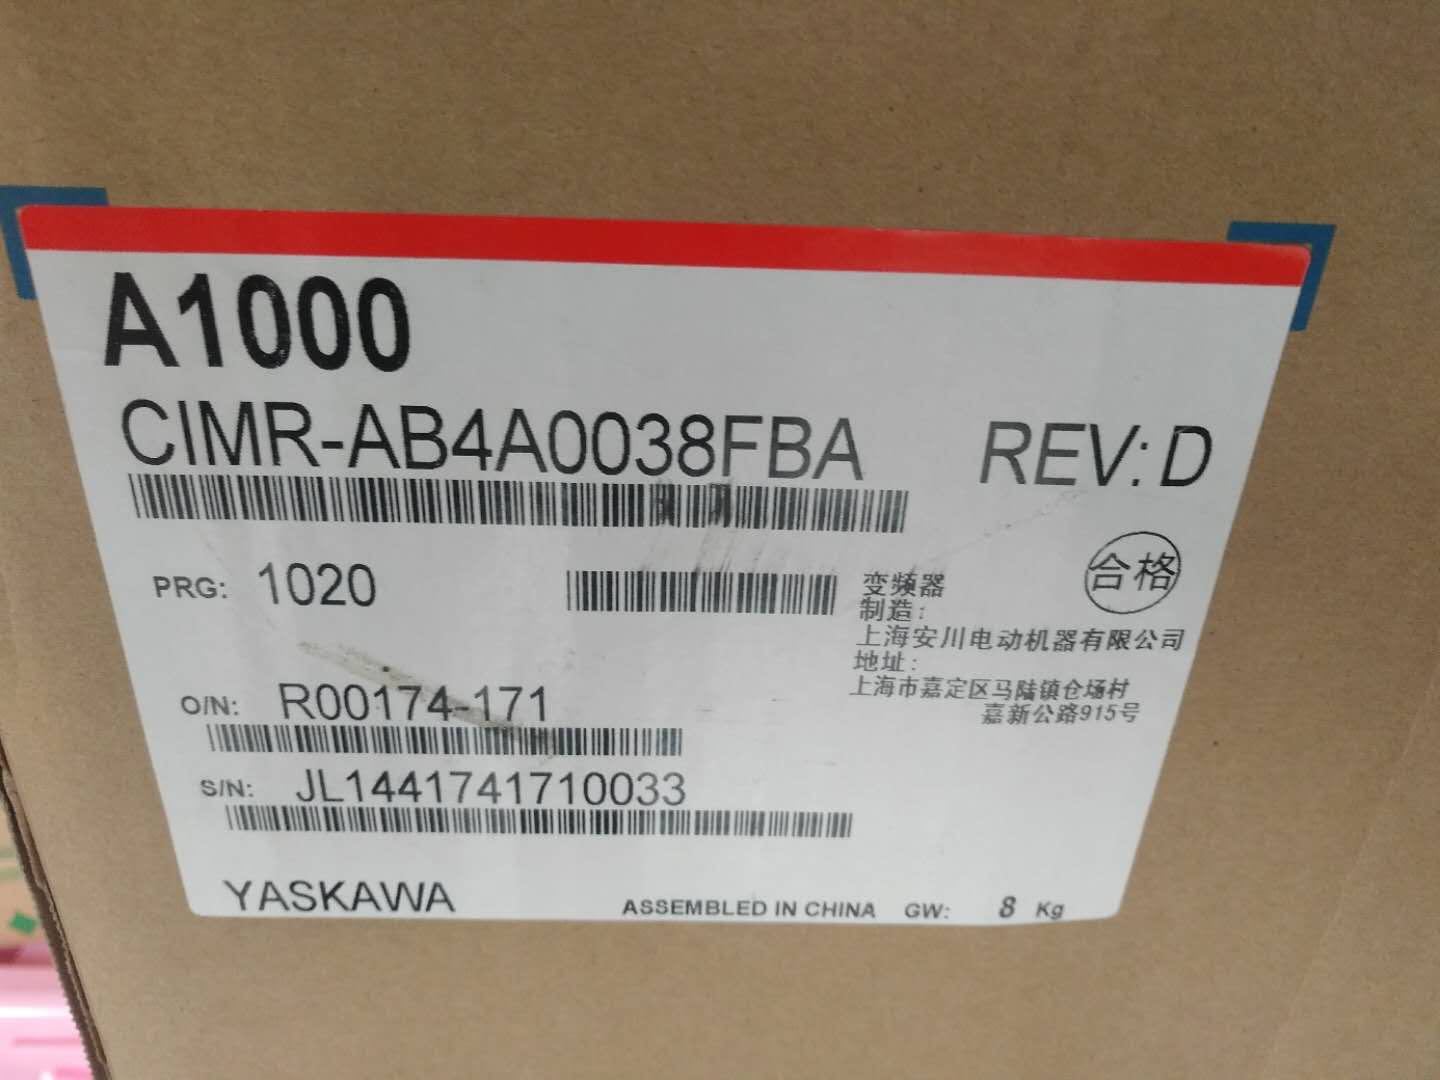 A1000
CIMR-AB4A0038FBA REV: D
PRG: 1020
合格
变频器
制造:
上海安川电动机器有限公司
地址:
上海市嘉定区马陆镇仓场村
嘉新公路915号
O/N: R00174-171
S/N: JL1441741710033
YASKAWA ASSEMBLED IN CHINA GW: 8 Kg